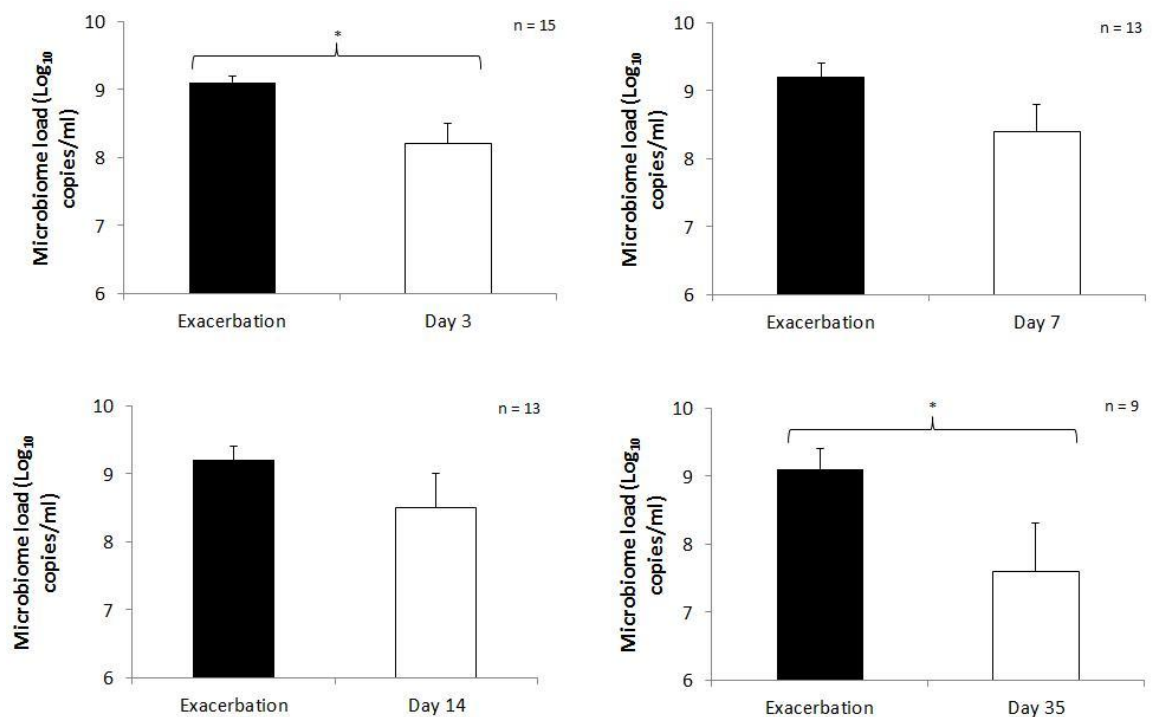 10
9
8
7
6
Microbiome load (Log10
copies/ml)
*
n = 15
Exacerbation
Day 3
10
9
8
7
6
Microbiome load (Log10
copies/ml)
n = 13
Exacerbation
Day 7
10
9
8
7
6
Microbiome load (Log10
copies/ml)
n = 13
Exacerbation
Day 14
10
9
8
7
6
Microbiome load (Log10
copies/ml)
*
n = 9
Exacerbation
Day 35